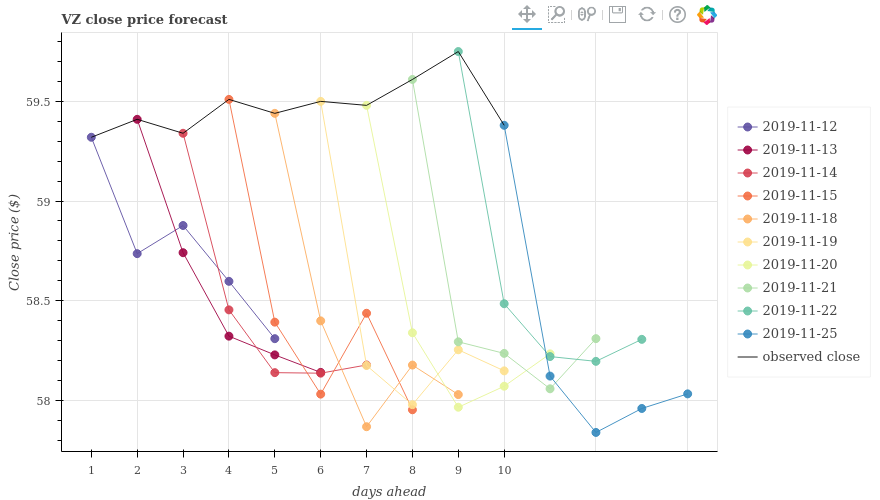 VZ close price forecast
59.5
59
58.5
58
Close price ($)
1 2 3 4 5 6 7 8 9 10
days ahead
2019-11-12
2019-11-13
2019-11-14
2019-11-15
2019-11-18
2019-11-19
2019-11-20
2019-11-21
2019-11-22
2019-11-25
observed close